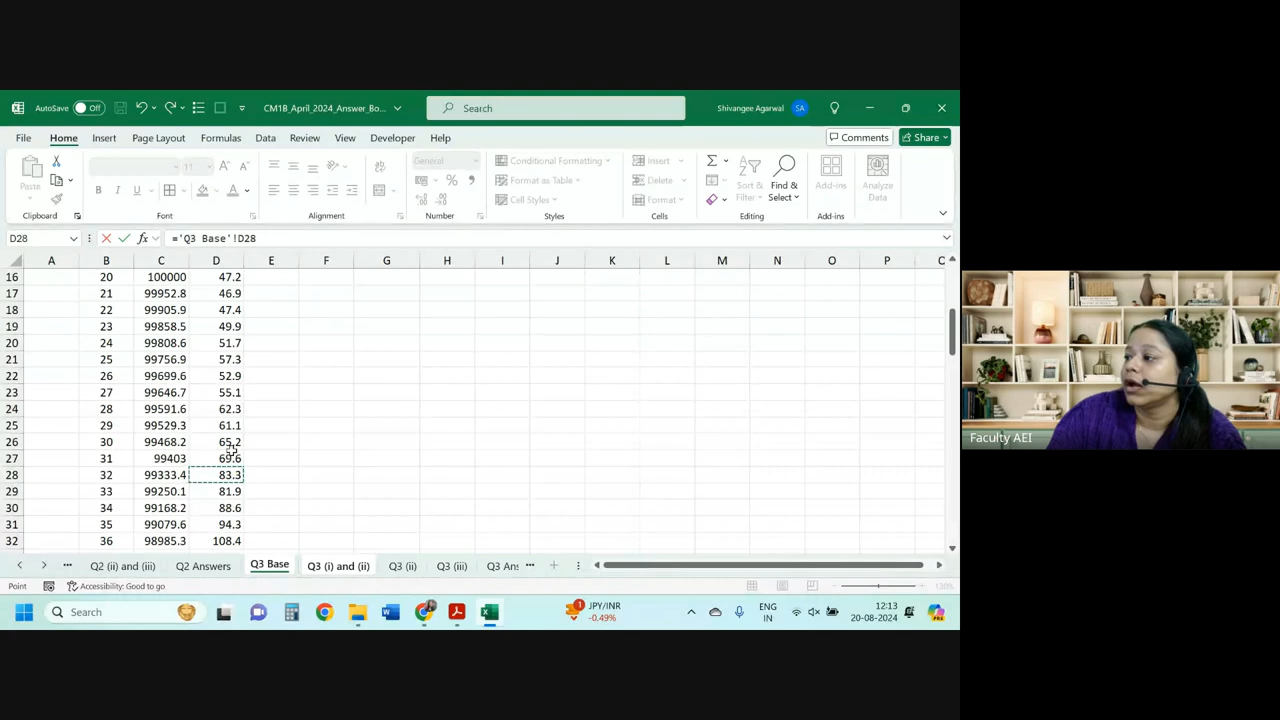 AutoSave Off CM1B_April_2024_Answer_Bo... Search Shivangee Agarwal SA
File Home Insert Page Layout Formulas Data Review View Developer Help Comments Share
Paste
11
B I U
A A
General
% 9
Conditional Formatting
Format as Table
Cell Styles
Insert
Delete
Format
Sort & Filter
Find & Select
Add-ins
Analyze Data
Clipboard Font Alignment Number Styles Cells Editing Add-ins
D28 fx ='Q3 Base'!D28
A B C D E F G H I J K L M N O P Q
16 20 100000 47.2
17 21 99952.8 46.9
18 22 99905.9 47.4
19 23 99858.5 49.9
20 24 99808.6 51.7
21 25 99756.9 57.3
22 26 99699.6 52.9
23 27 99646.7 55.1
24 28 99591.6 62.3
25 29 99529.3 61.1
26 30 99468.2 65.2
27 31 99403 69.6
28 32 99333.4 83.3
29 33 99250.1 81.9
30 34 99168.2 88.6
31 35 99079.6 94.3
32 36 98985.3 108.4
Q2 (ii) and (iii) Q2 Answers Q3 Base Q3 (i) and (ii) Q3 (ii) Q3 (iii) Q3 Ans
Point Accessibility: Good to go 130%
Search
1 JPY/INR
-0.49%
ENG
IN
12:13
20-08-2024
Faculty AEI